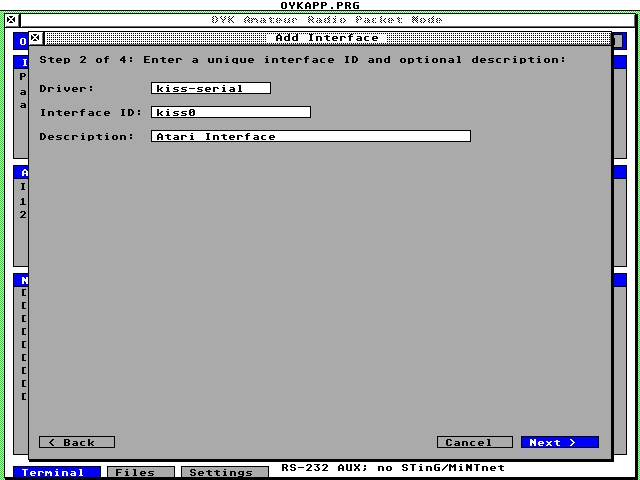 OYKAPP.PRG
OYK Amateur Radio Packet Node
Add Interface
Step 2 of 4: Enter a unique interface ID and optional description:
Driver: kiss-serial
Interface ID: kiss0
Description: Atari Interface
< Back
Cancel
Next >
Terminal
Files
Settings
RS-232 AUX; no STinG/MiNTnet